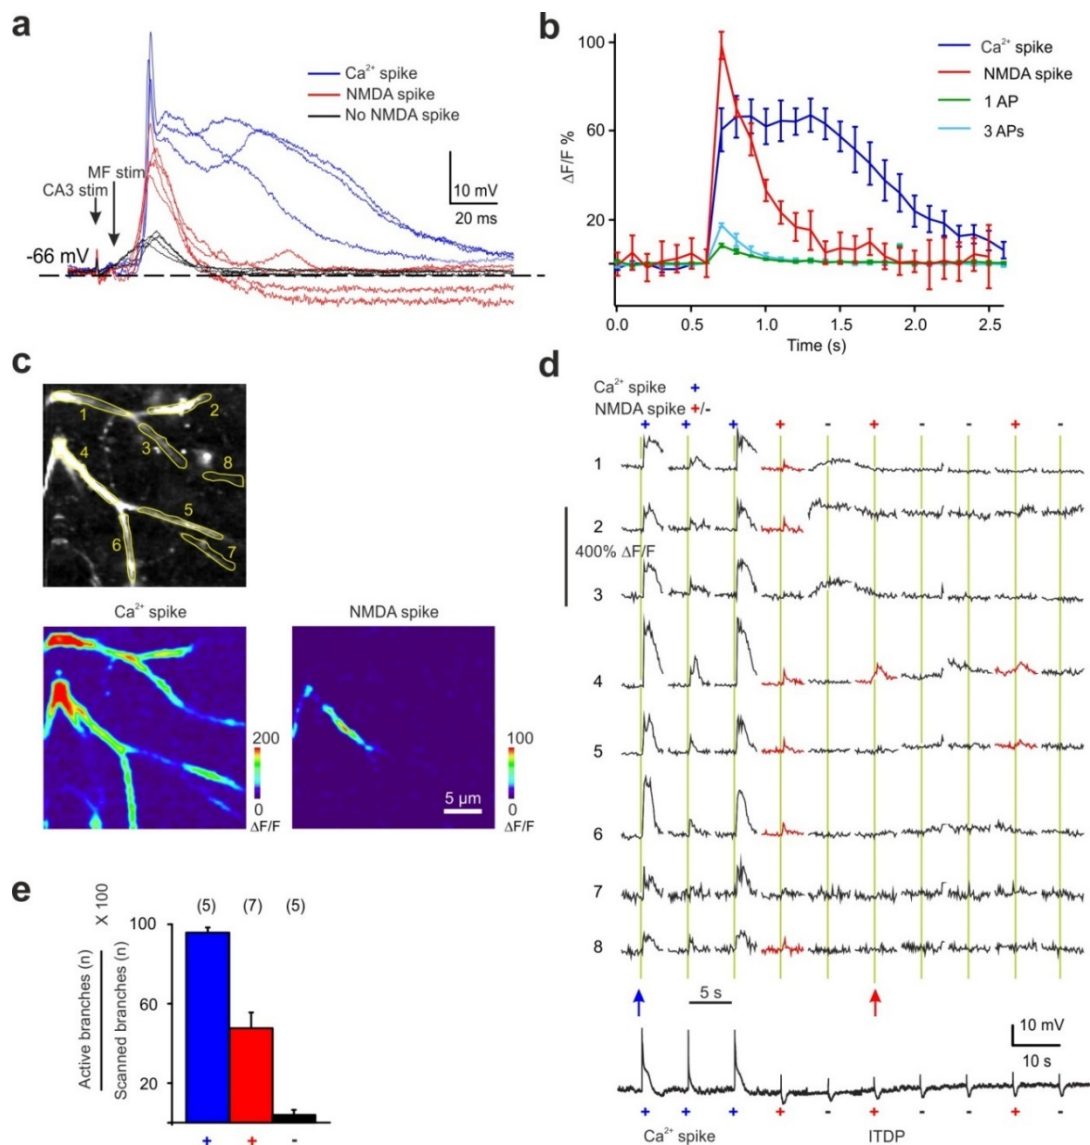 a
Ca²⁺ spike
NMDA spike
No NMDA spike
CA3 stim
MF stim
10 mV
20 ms
-66 mV
b
100
60
20
ΔF/F %
Ca²⁺ spike
NMDA spike
1 AP
3 APs
0.0 0.5 1.0 1.5 2.0 2.5
Time (s)
c
1
2
3
4
5
6
7
8
Ca²⁺ spike
NMDA spike
200
0
ΔF/F
100
0
ΔF/F
5 µm
d
Ca²⁺ spike +
NMDA spike +/-
+ + + + - + - - + -
1
2
400% ΔF/F
3
4
5
6
7
8
5 s
10 mV
10 s
+ + + + - + - - + -
Ca²⁺ spike ITDP
e
Active branches (n)
Scanned branches (n)
X 100
100
60
20
(5) (7) (5)
+ + -